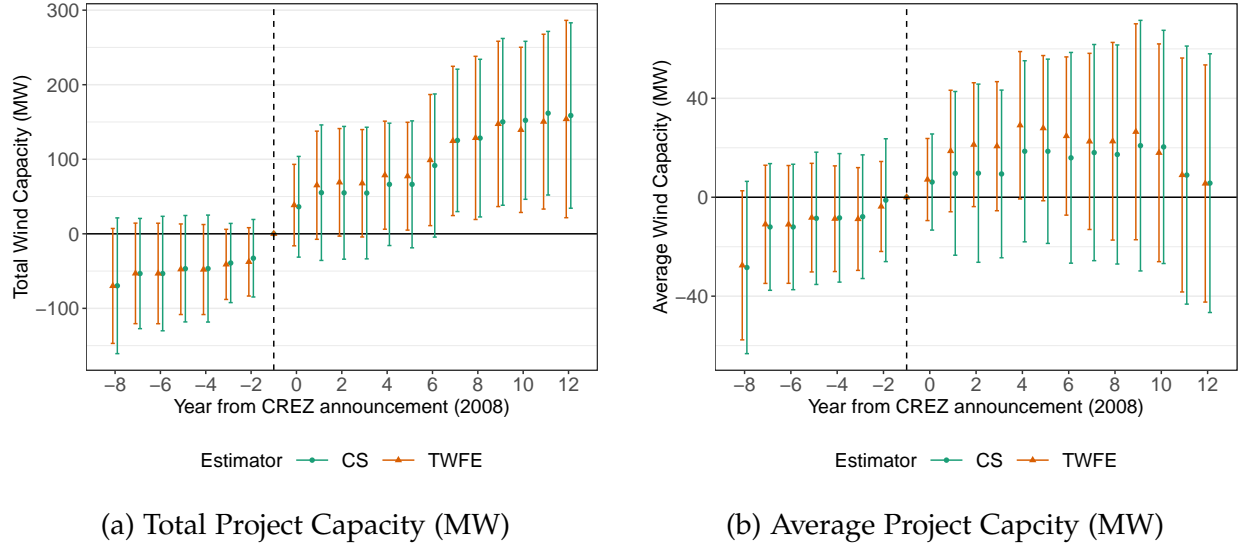 Total Wind Capacity (MW)
300
200
100
0
−100
−8 −6 −4 −2 0 2 4 6 8 10 12
Year from CREZ announcement (2008)
Estimator CS TWFE
(a) Total Project Capacity (MW)
Average Wind Capacity (MW)
40
0
−40
−8 −6 −4 −2 0 2 4 6 8 10 12
Year from CREZ announcement (2008)
Estimator CS TWFE
(b) Average Project Capcity (MW)